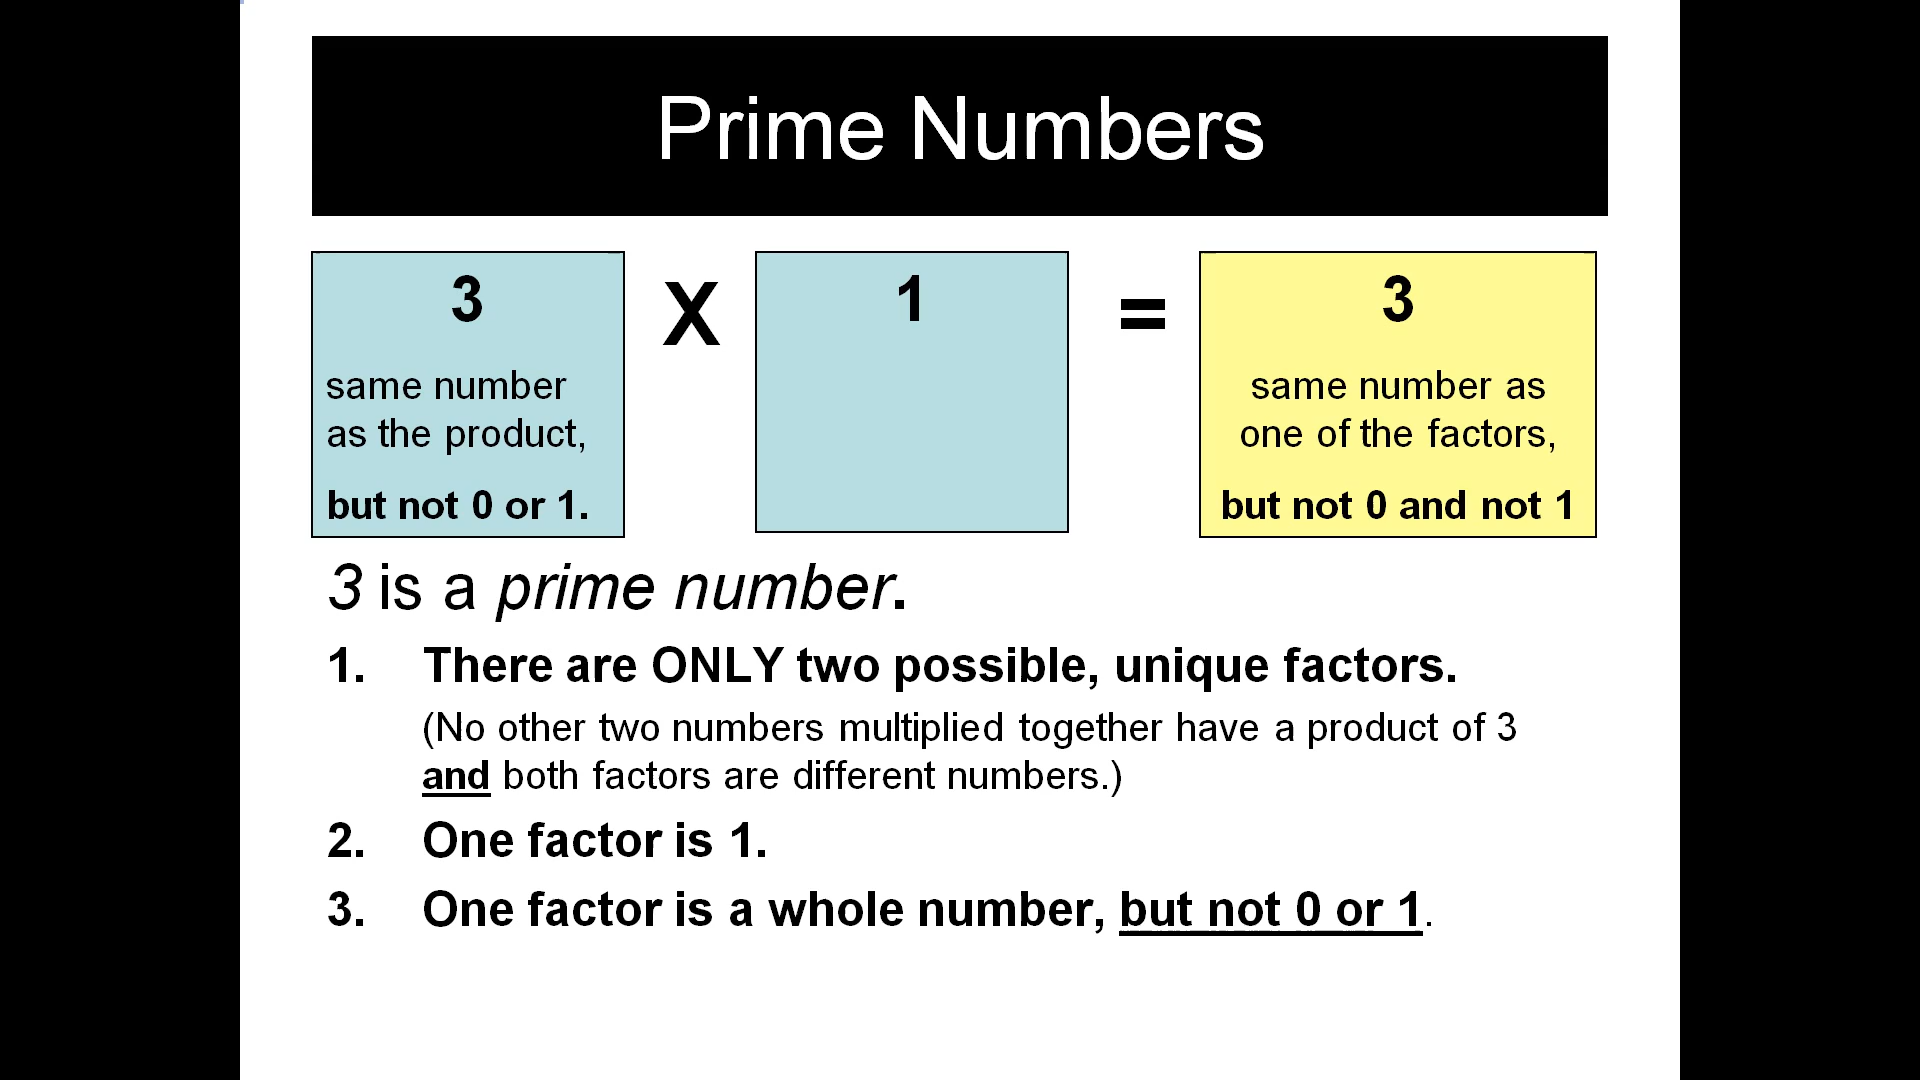 Prime Numbers
3 X 1 = 3
same number
as the product,
but not 0 or 1.
same number as
one of the factors,
but not 0 and not 1
3 is a prime number.
1. There are ONLY two possible, unique factors.
(No other two numbers multiplied together have a product of 3
and both factors are different numbers.)
2. One factor is 1.
3. One factor is a whole number, but not 0 or 1.